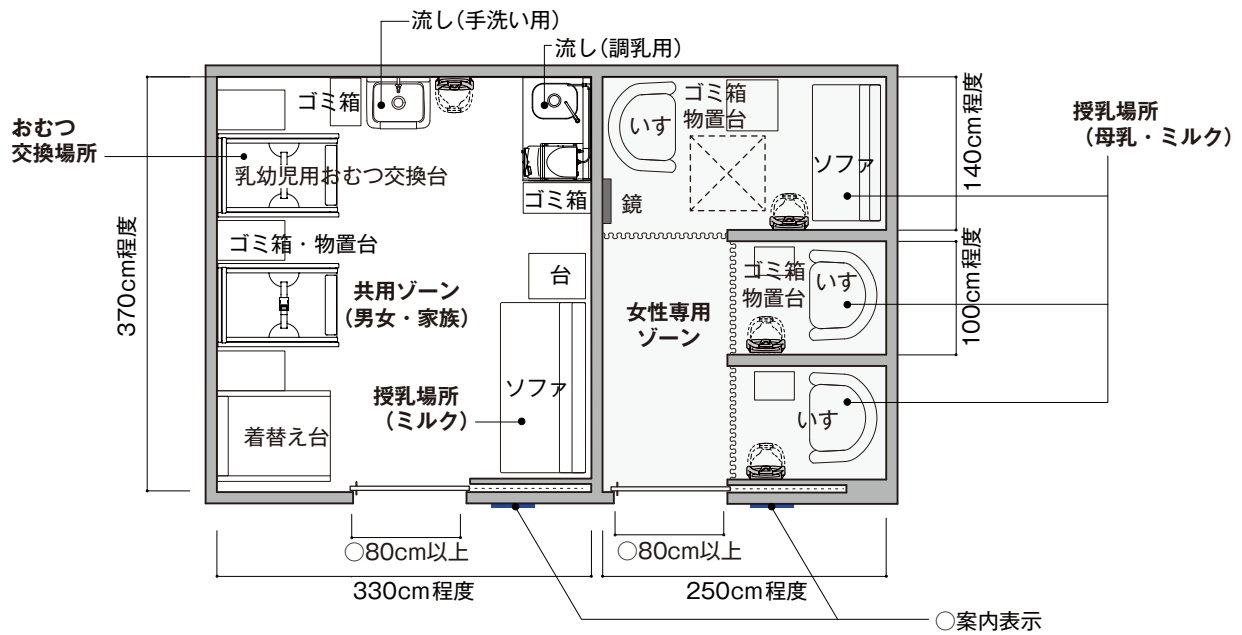 流し（手洗い用）
流し（調乳用）
おむつ
交換場所
ゴミ箱
乳幼児用おむつ交換台
ゴミ箱・物置台
共用ゾーン
（男女・家族）
ゴミ箱
台
授乳場所
（ミルク）
ソファ
着替え台
いす
ゴミ箱
物置台
ソファ
鏡
女性専用
ゾーン
ゴミ箱
物置台
いす
いす
授乳場所
（母乳・ミルク）
140cm程度
100cm程度
370cm程度
○80cm以上
○80cm以上
330cm程度
250cm程度
○案内表示